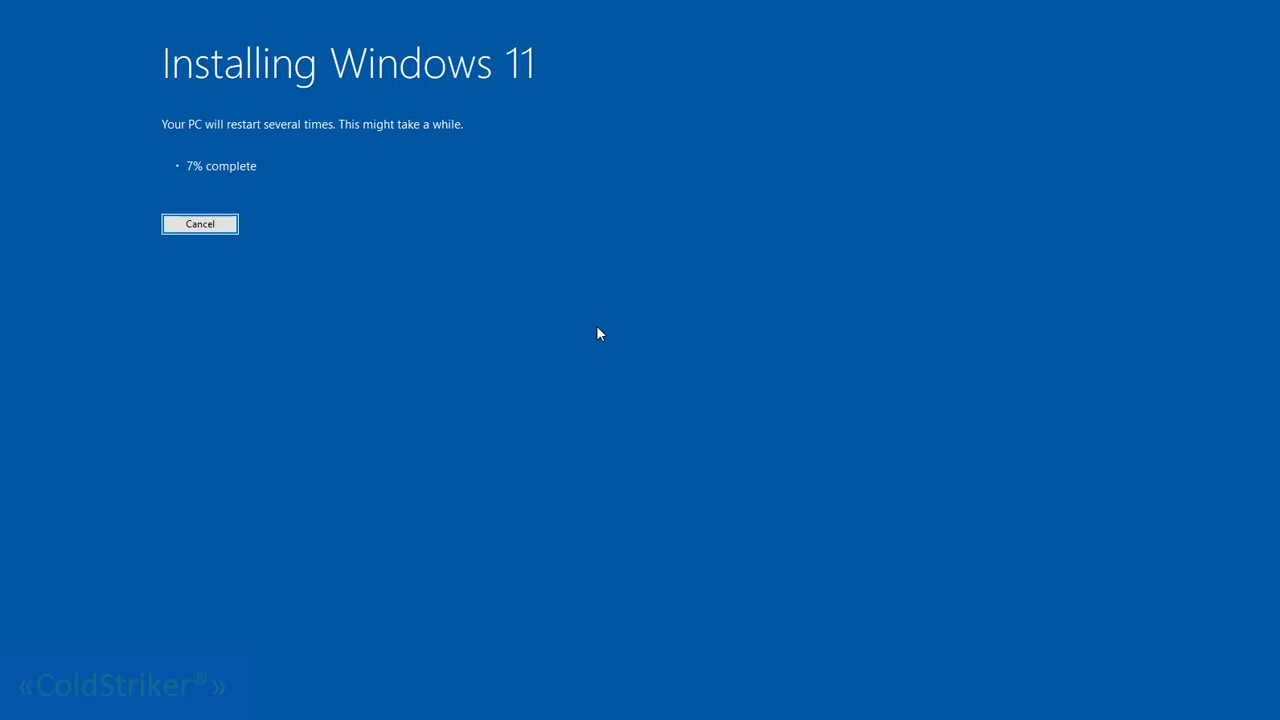 Installing Windows 11
Your PC will restart several times. This might take a while.
• 7% complete
Cancel
«ColdStriker®»